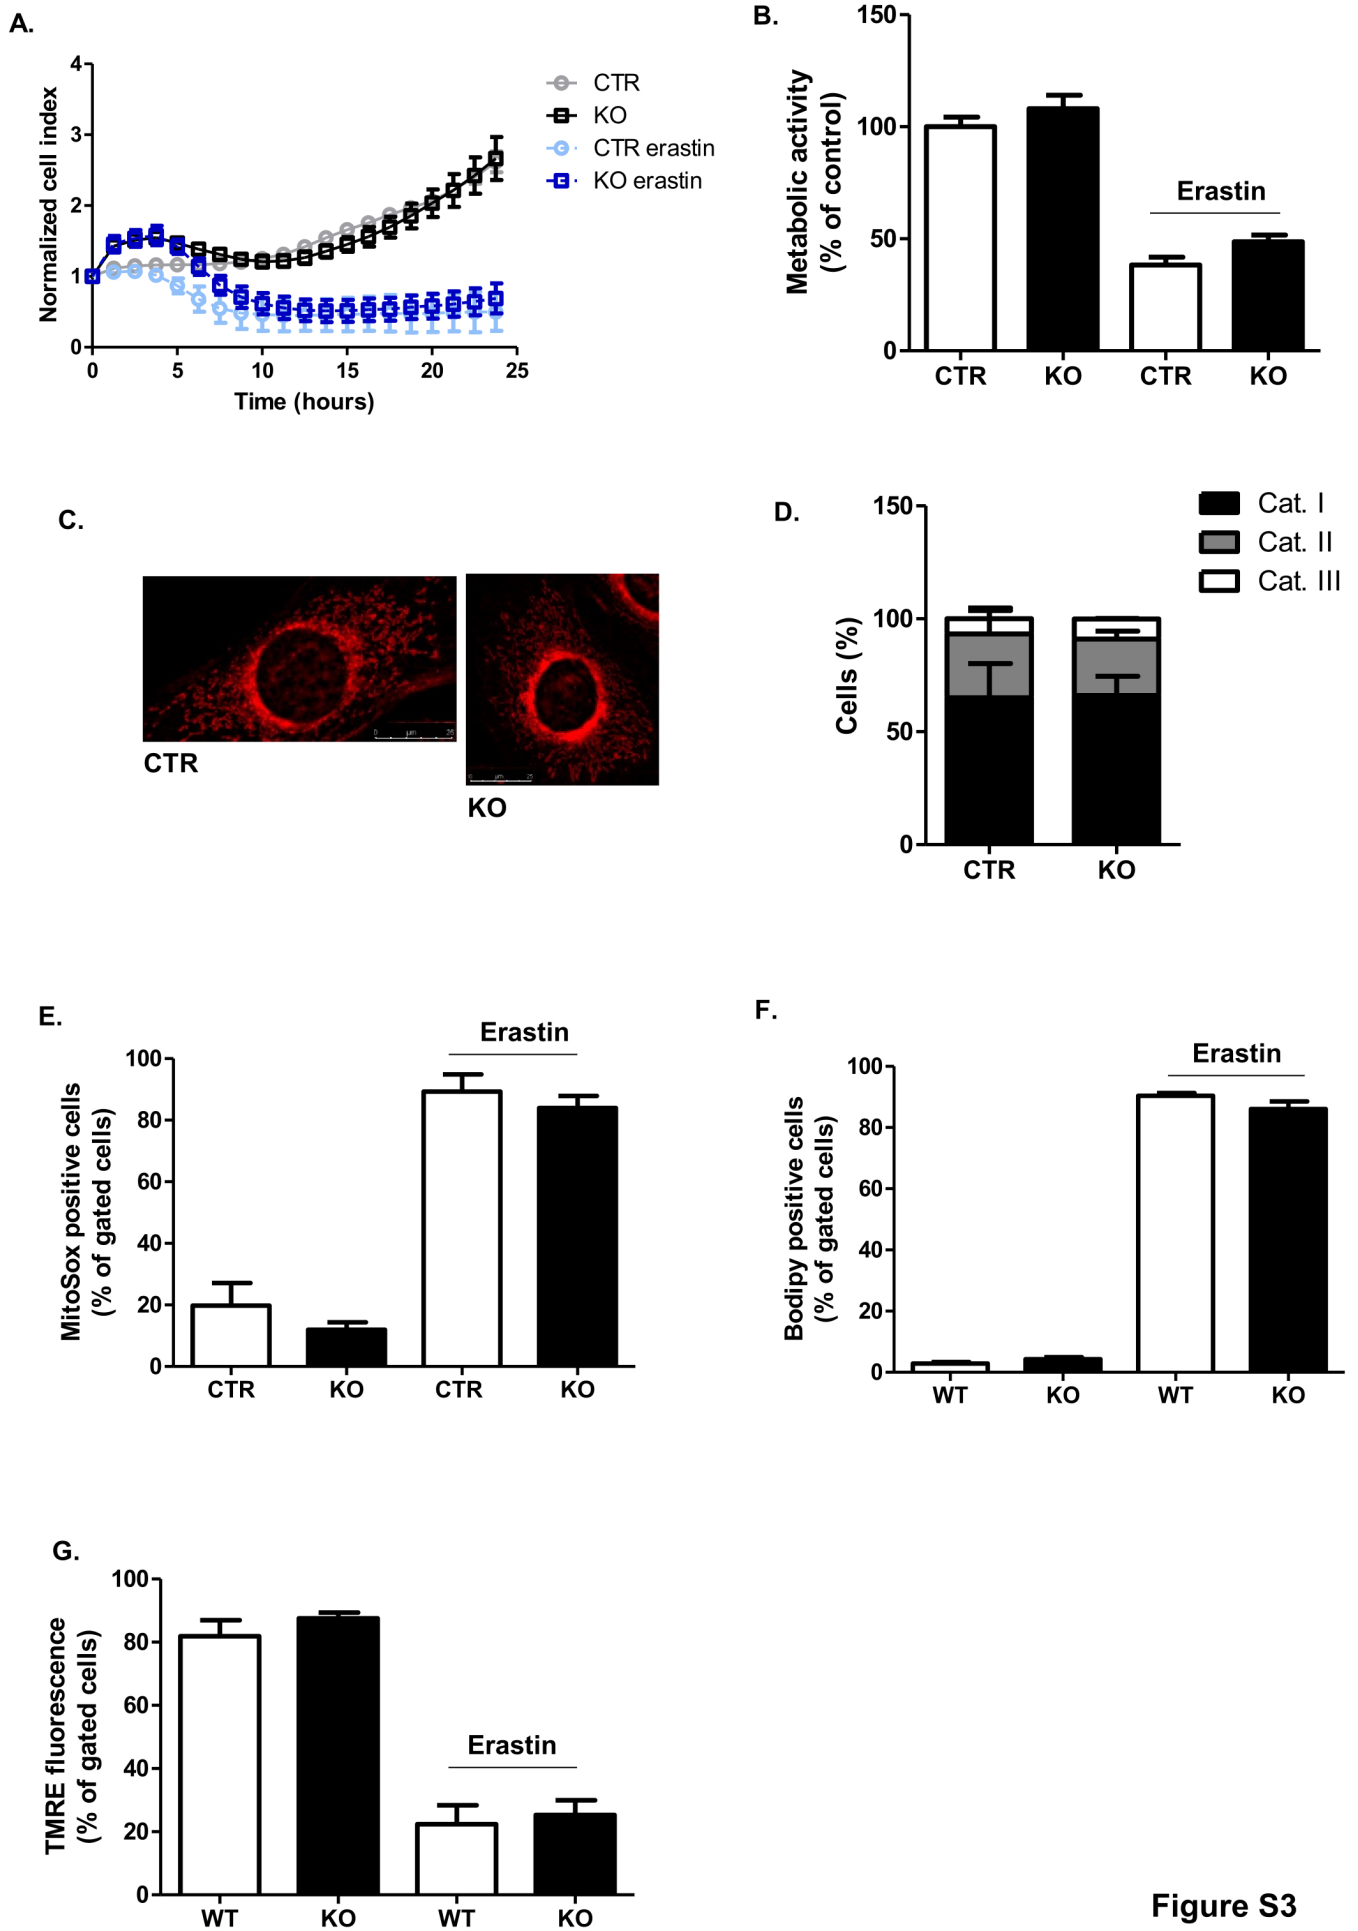 A.
4
3
2
1
0
Normalized cell index
0 5 10 15 20 25
Time (hours)
CTR
KO
CTR erastin
KO erastin
B.
150
100
50
0
Metabolic activity
(% of control)
Erastin
CTR KO CTR KO
C.
0 µm 25
CTR
µm 25
KO
D.
150
100
50
0
Cells (%)
CTR KO
Cat. I
Cat. II
Cat. III
E.
100
80
60
40
20
0
MitoSox positive cells
(% of gated cells)
Erastin
CTR KO CTR KO
F.
100
80
60
40
20
0
Bodipy positive cells
(% of gated cells)
Erastin
WT KO WT KO
G.
100
80
60
40
20
0
TMRE fluorescence
(% of gated cells)
Erastin
WT KO WT KO
Figure S3